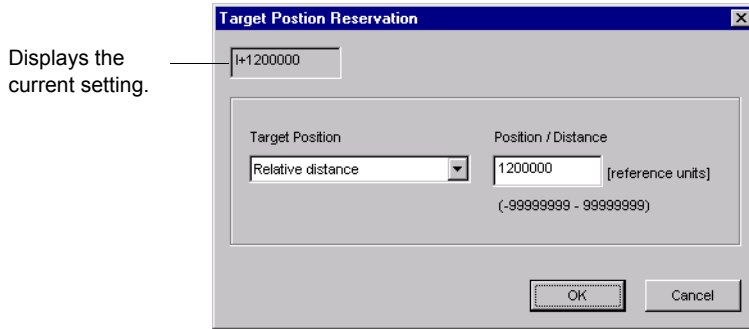 Target Postion Reservation
Displays the
current setting.
I+1200000
Target Position
Position / Distance
Relative distance
1200000
[reference units]
(-99999999 - 99999999)
OK
Cancel